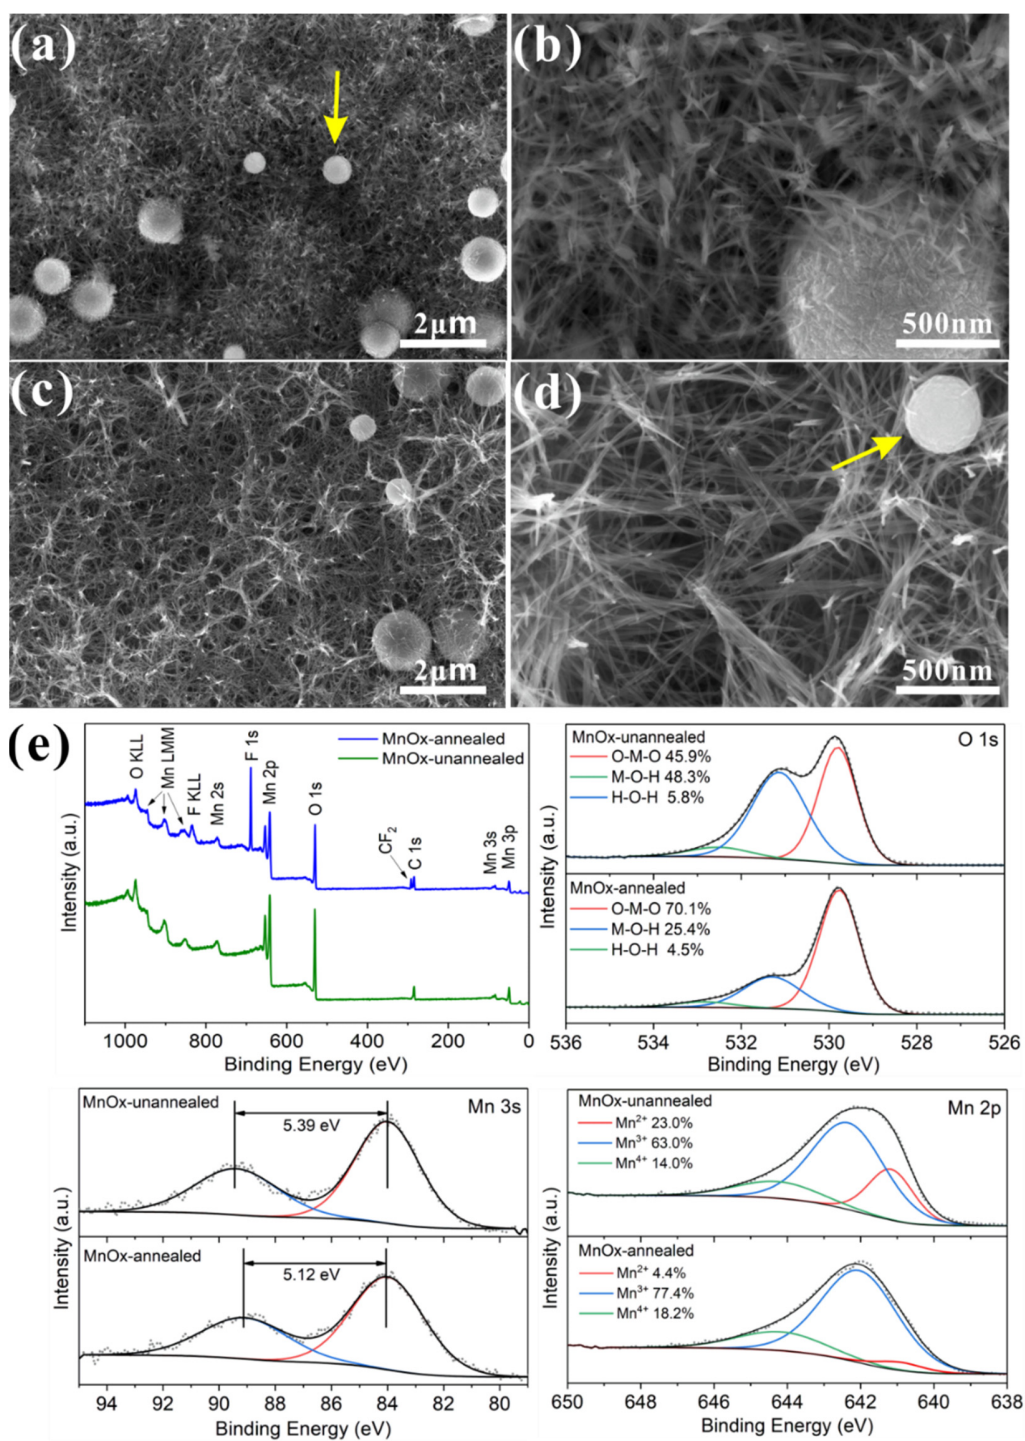 (a)
2μm
(b)
500nm
(c)
2μm
(d)
500nm
(e)
O KLL
Mn LMM
F KLL
Mn 2s
F 1s
Mn 2p
O 1s
CF2
C 1s
Mn 3s
Mn 3p
MnOx-annealed
MnOx-unannealed
Intensity (a.u.)
1000 800 600 400 200 0
Binding Energy (eV)
MnOx-unannealed
O 1s
O-M-O 45.9%
M-O-H 48.3%
H-O-H 5.8%
MnOx-annealed
O-M-O 70.1%
M-O-H 25.4%
H-O-H 4.5%
Intensity (a.u.)
536 534 532 530 528 526
Binding Energy (eV)
MnOx-unannealed
Mn 3s
5.39 eV
MnOx-annealed
5.12 eV
Intensity (a.u.)
94 92 90 88 86 84 82 80
Binding Energy (eV)
MnOx-unannealed
Mn 2p
Mn2+ 23.0%
Mn3+ 63.0%
Mn4+ 14.0%
MnOx-annealed
Mn2+ 4.4%
Mn3+ 77.4%
Mn4+ 18.2%
Intensity (a.u.)
650 648 646 644 642 640 638
Binding Energy (eV)